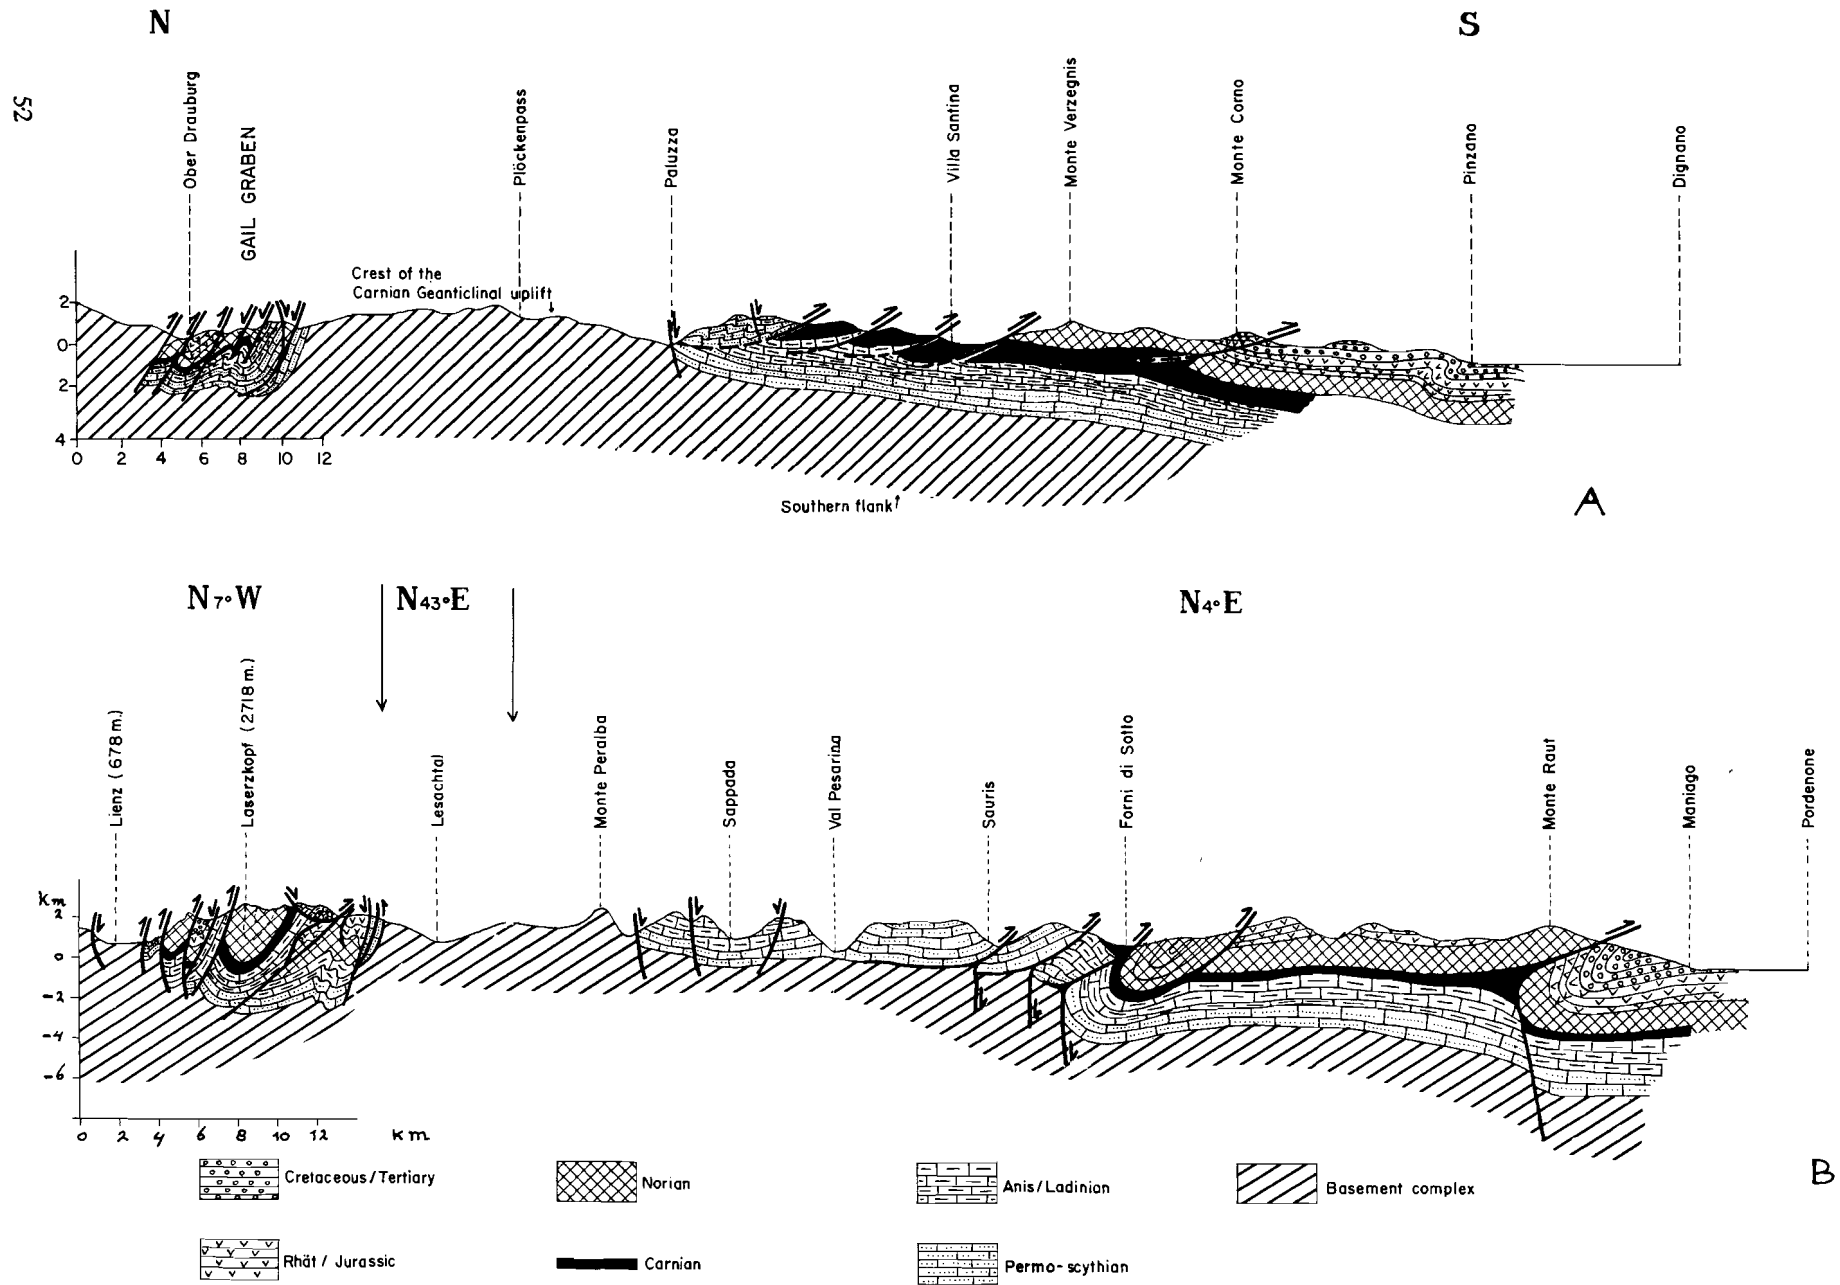 N
S
52
Ober Drauburg
GAIL GRABEN
Plöckenpass
Paluzza
Villa Santina
Monte Verzegnis
Monte Corno
Pinzano
Dignano
Crest of the
Carnian Geanticlinal uplift
2
0
2
4
0 2 4 6 8 10 12
Southern flank
A
N7°W
N43°E
N4°E
Lienz (678 m.)
Laserzkopf (2718 m.)
Lesachtal
Monte Peralba
Sappada
Val Pesarina
Sauris
Forni di Sotto
Monte Raut
Maniago
Pordenone
km
2
0
-4
-6
0 2 4 6 8 10 12 km
B
Cretaceous/Tertiary
Norian
Anis/Ladinian
Basement complex
Rhät / Jurassic
Carnian
Permo-scythian